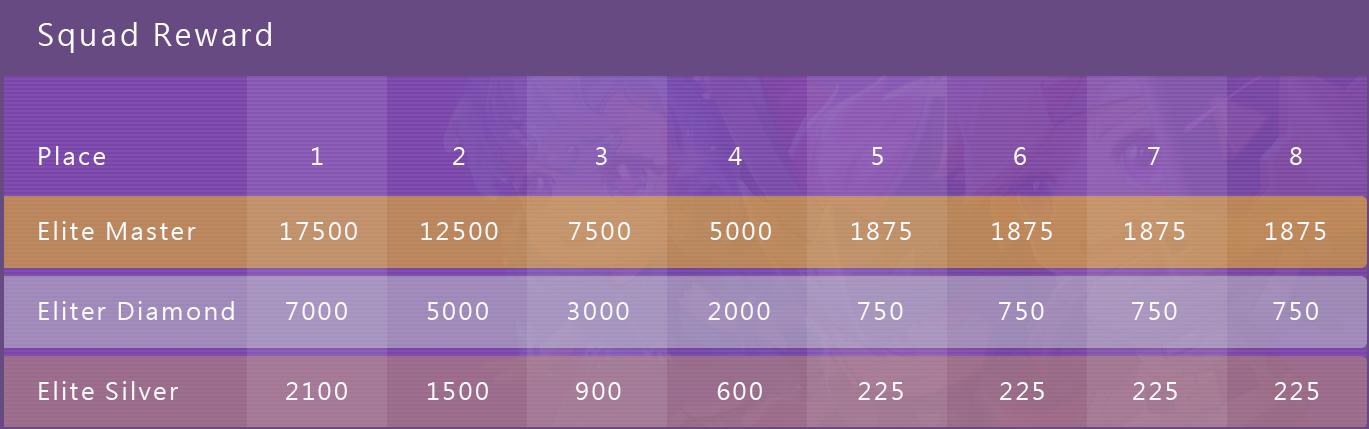 Squad Reward
Place 1 2 3 4 5 6 7 8
Elite Master 17500 12500 7500 5000 1875 1875 1875 1875
Eliter Diamond 7000 5000 3000 2000 750 750 750 750
Elite Silver 2100 1500 900 600 225 225 225 225